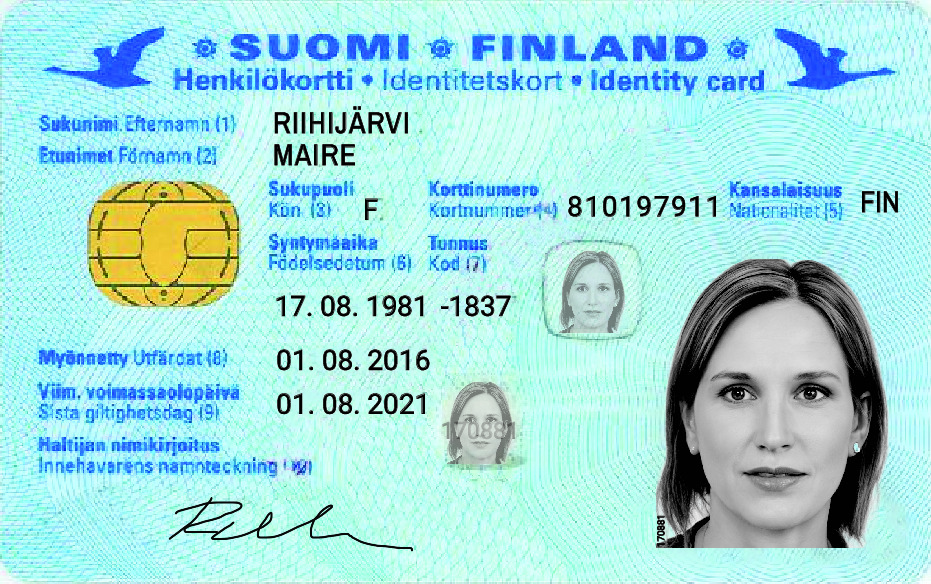 SUOMI FINLAND
Henkilökortti • Identitetskort • Identity card
Sukunimi Efternamn (1) RIIHIJÄRVI
Etunimet Förnamn (2) MAIRE
Sukupuoli Korttinumero Kansalaisuus
Kön (3) F Kortnummer 810197911 Nationalitet (5) FIN
Syntymäaika Tunnus
Födelsedatum (6) Kod (7)
17. 08. 1981 -1837
Myönnetty Utfärdat (8) 01. 08. 2016
Viim. voimassaolopäivä 01. 08. 2021
Sista giltighetsdag (9)
170881
Haltijan nimikirjoitus
Innehavarens namnteckning
170881